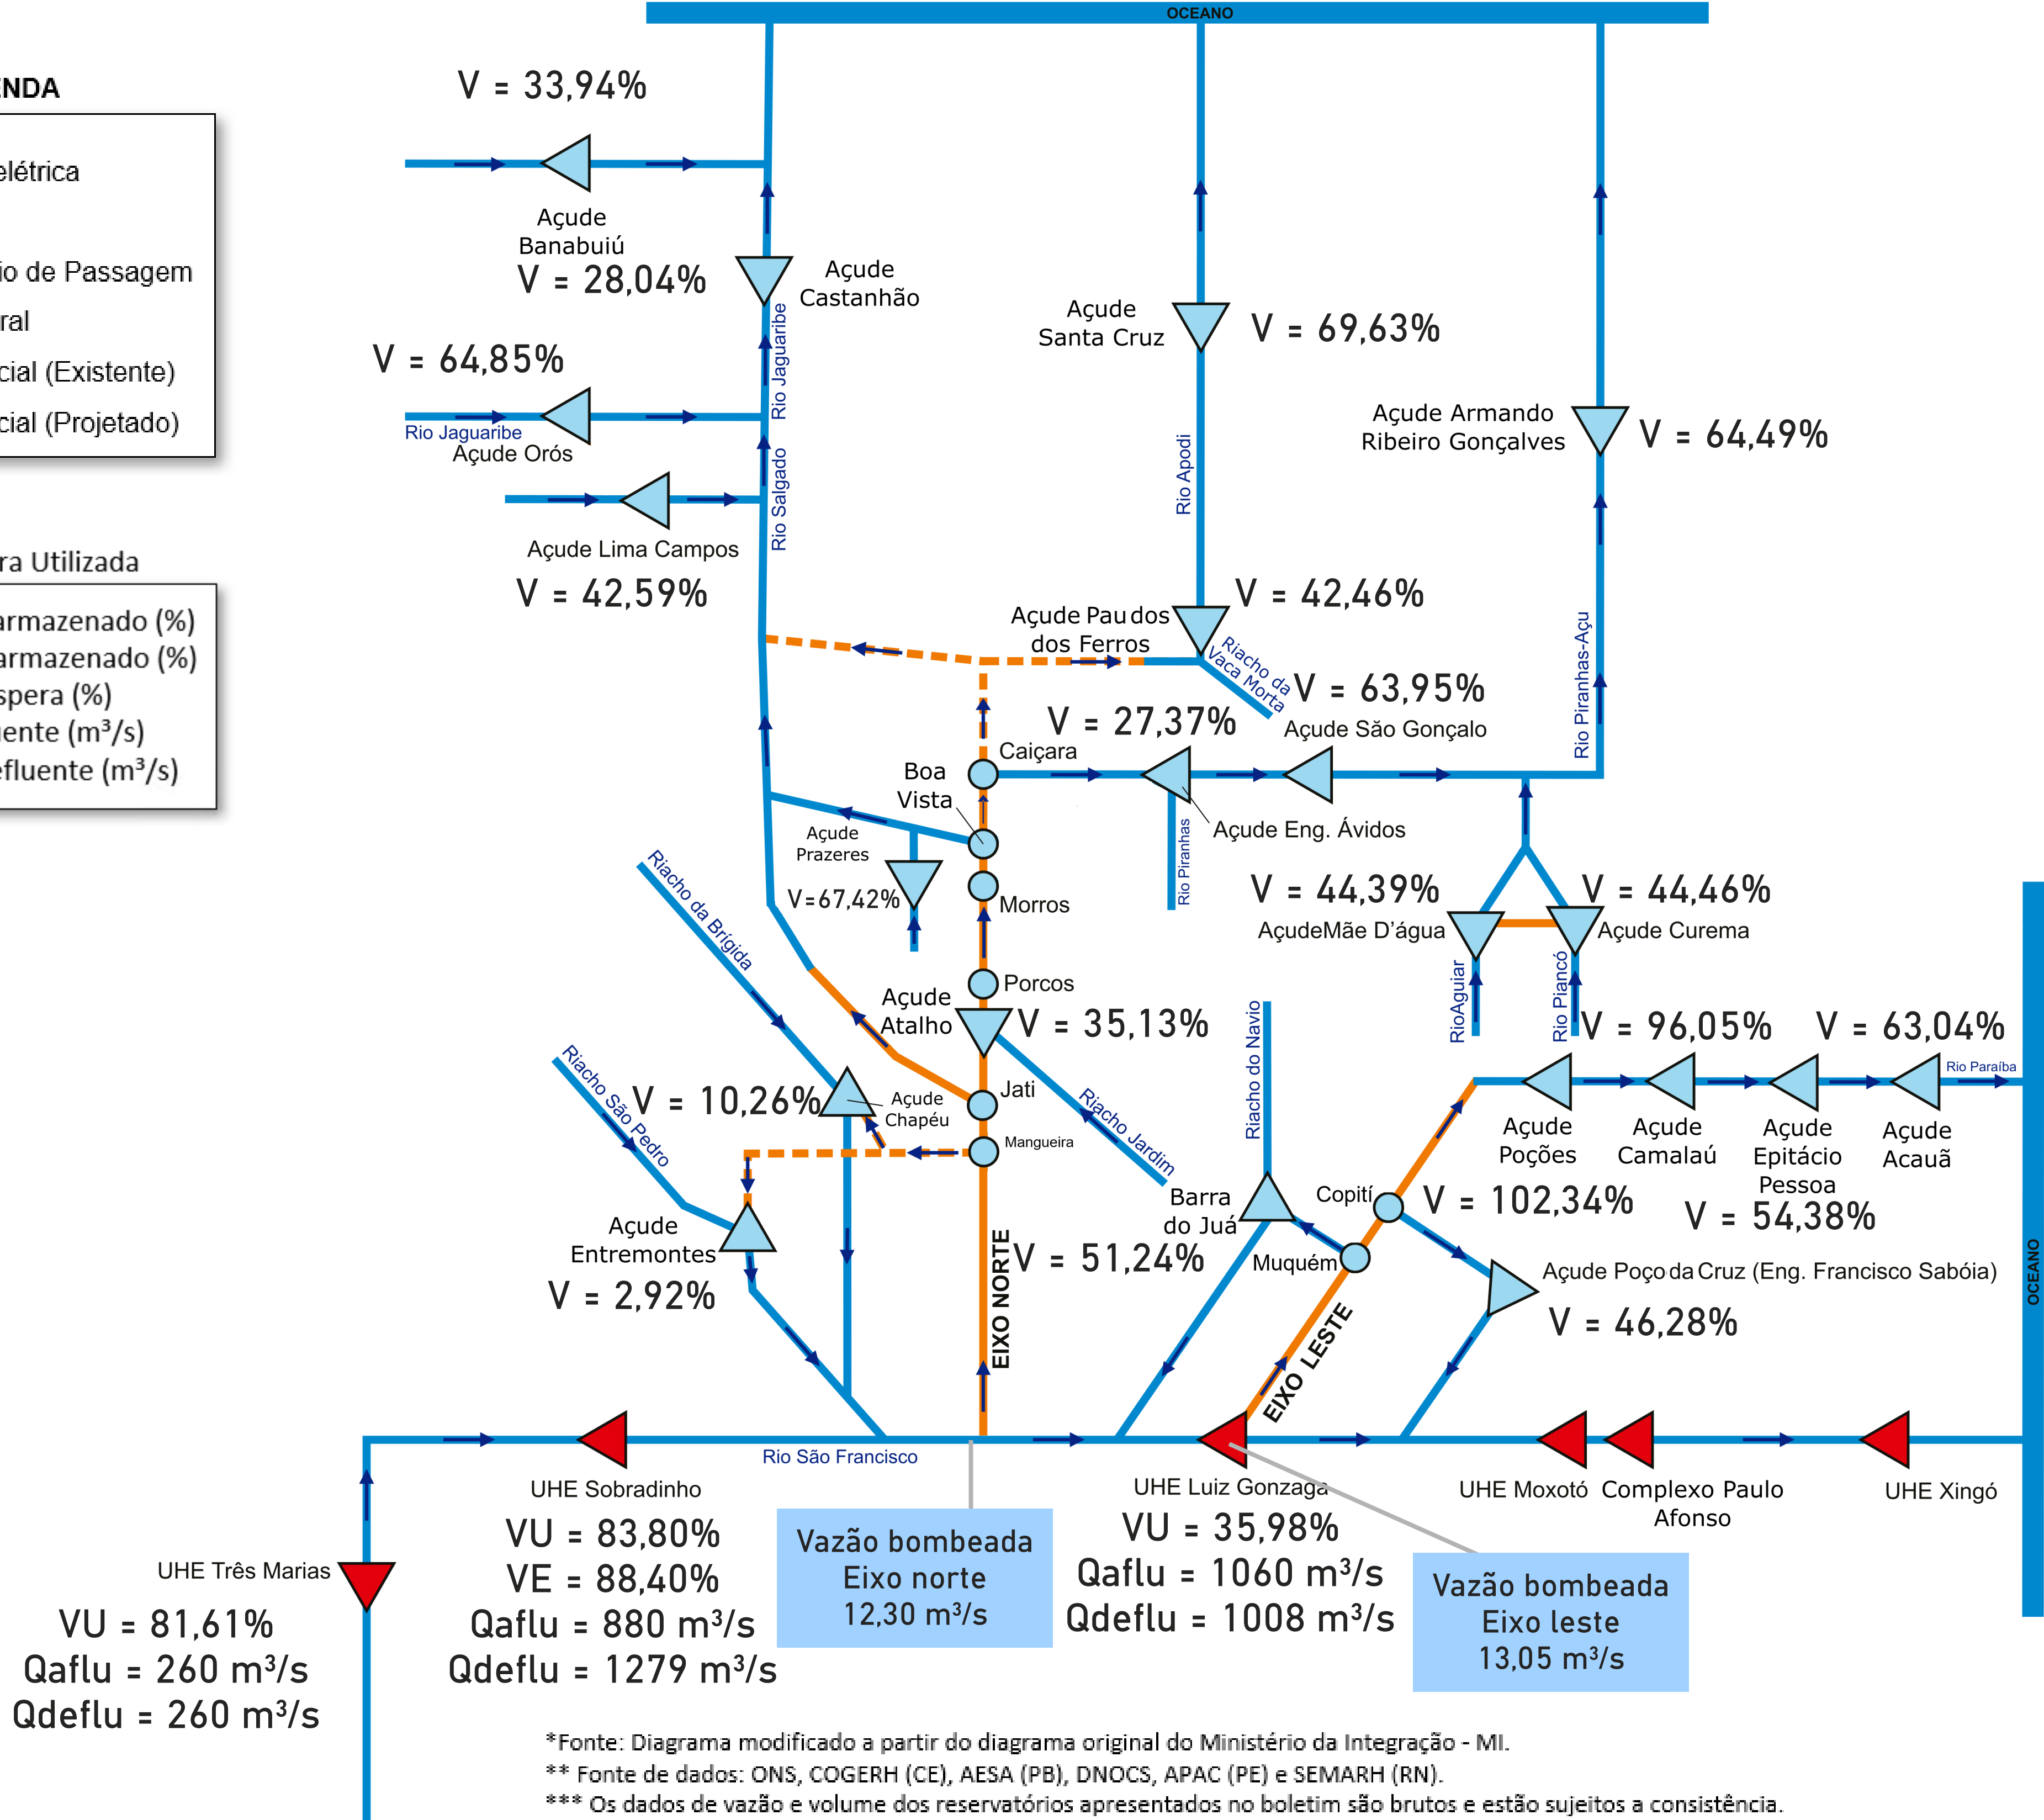 OCEANO
ENDA
elétrica
io de Passagem
ral
cial (Existente)
cial (Projetado)
ra Utilizada
armazenado (%)
armazenado (%)
spera (%)
uente (m³/s)
efluente (m³/s)
V = 33,94%
Açude
Banabuiú
V = 28,04%
Açude
Castanhão
Rio Jaguaribe
V = 64,85%
Rio Jaguaribe
Açude Orós
Rio Salgado
Açude Lima Campos
V = 42,59%
Açude
Santa Cruz
V = 69,63%
Rio Apodi
Açude Armando
Ribeiro Gonçalves
V = 64,49%
Açude Pau dos
dos Ferros
V = 42,46%
Riacho da
Vaca Morta
Rio Piranhas-Açu
V = 63,95%
Açude São Gonçalo
V = 27,37%
Caiçara
Açude Eng. Ávidos
Rio Piranhas
Boa
Vista
Açude
Prazeres
V=67,42%
Morros
V = 44,39%
AçudeMãe D'água
V = 44,46%
Açude Curema
RioAguiar
Rio Piancó
Riacho da Brígida
Porcos
Açude
Atalho
V = 35,13%
Riacho Jardim
Jati
Mangueira
Riacho São Pedro
V = 10,26%
Açude
Chapéu
Açude
Entremontes
V = 2,92%
EIXO NORTE
Riacho do Navio
Barra
do Juá
V = 51,24%
Muquém
Copití
EIXO LESTE
V = 96,05%
V = 63,04%
Rio Paraíba
Açude
Poções
Açude
Camalaú
Açude
Epitácio
Pessoa
Açude
Acauã
V = 102,34%
V = 54,38%
Açude Poço da Cruz (Eng. Francisco Sabóia)
V = 46,28%
OCEANO
Rio São Francisco
UHE Sobradinho
VU = 83,80%
VE = 88,40%
Qaflu = 880 m³/s
Qdeflu = 1279 m³/s
Vazão bombeada
Eixo norte
12,30 m³/s
UHE Luiz Gonzaga
VU = 35,98%
Qaflu = 1060 m³/s
Qdeflu = 1008 m³/s
Vazão bombeada
Eixo leste
13,05 m³/s
UHE Moxotó
Complexo Paulo
Afonso
UHE Xingó
UHE Três Marias
VU = 81,61%
Qaflu = 260 m³/s
Qdeflu = 260 m³/s
*Fonte: Diagrama modificado a partir do diagrama original do Ministério da Integração - MI.
** Fonte de dados: ONS, COGERH (CE), AESA (PB), DNOCS, APAC (PE) e SEMARH (RN).
*** Os dados de vazão e volume dos reservatórios apresentados no boletim são brutos e estão sujeitos a consistência.